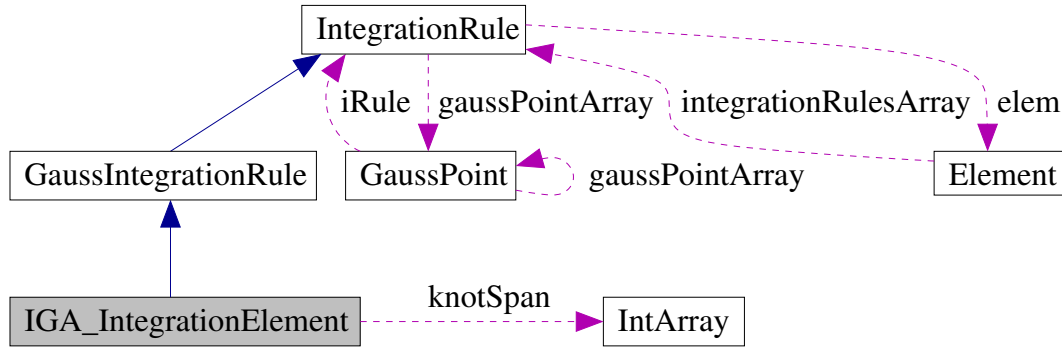 IntegrationRule
iRule
gaussPointArray
integrationRulesArray
elem
GaussIntegrationRule
GaussPoint
gaussPointArray
Element
knotSpan
IGA_IntegrationElement
IntArray